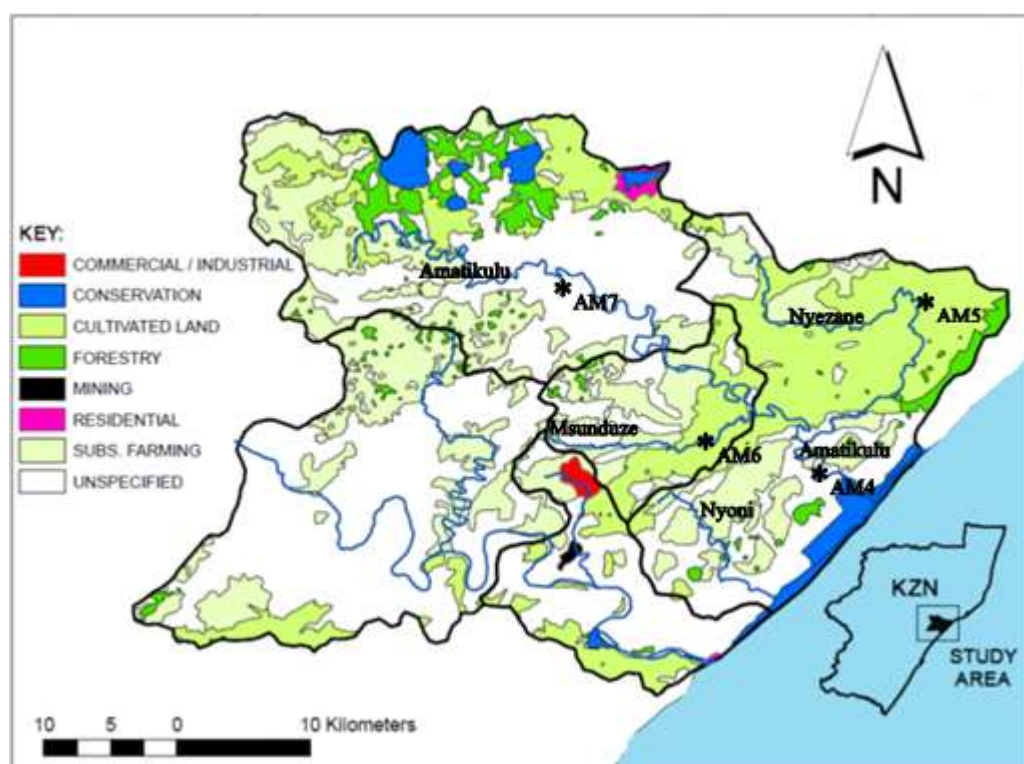 N
KEY:
COMMERCIAL / INDUSTRIAL
CONSERVATION
CULTIVATED LAND
FORESTRY
MINING
RESIDENTIAL
SUBS. FARMING
UNSPECIFIED
Amatikulu
* AM7
Nyezane
* AM5
Msunduze
* AM6
Amatikulu
* AM4
Nyoni
KZN
STUDY
AREA
10 5 0 10 Kilometers